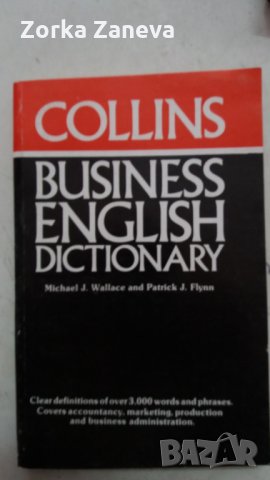 Zorka Zaneva
COLLINS
BUSINESS
ENGLISH
DICTIONARY
Michael J. Wallace and Patrick J. Flynn
Clear definitions of over 3,000 words and phrases.
Covers accountancy, marketing, production
and business administration.
BAZAR